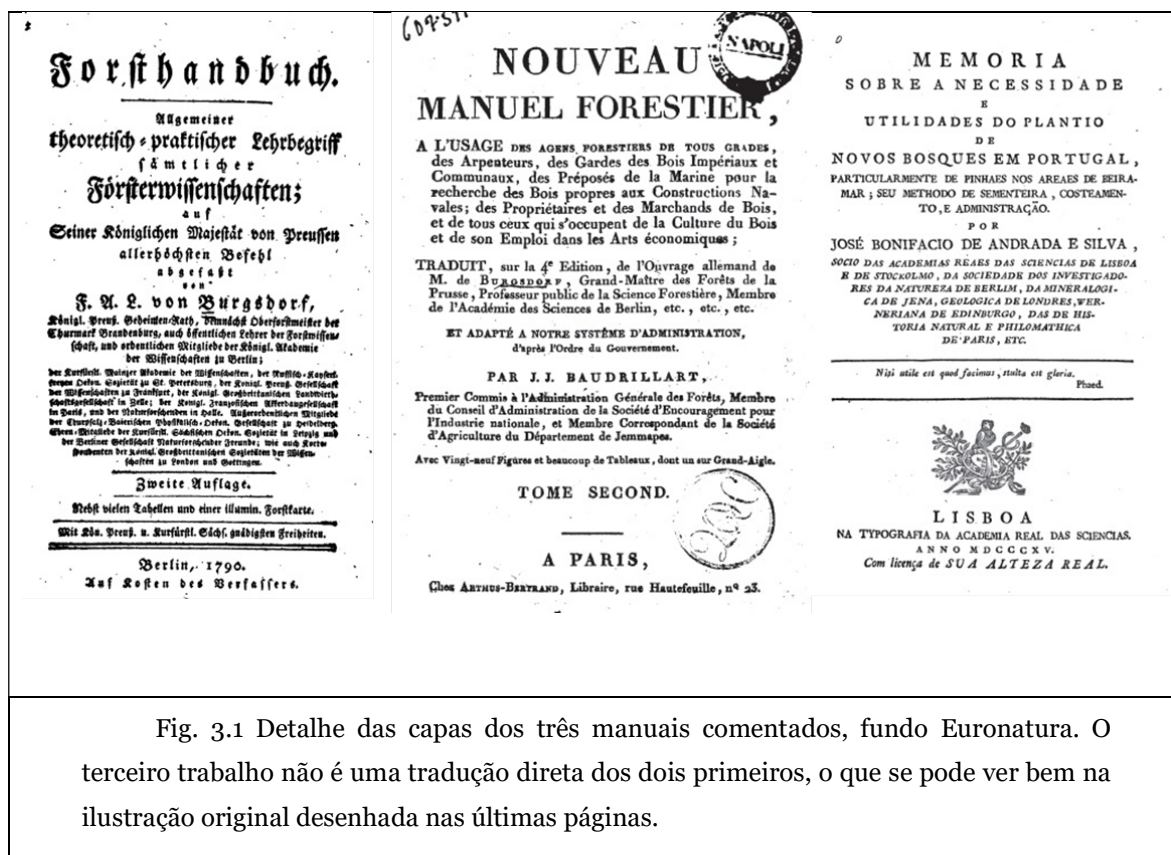 Forsthandbuch.
Allgemeiner
theoretisch-praktischer Lehrbegriff
sämtlicher
Försterwissenschaften;
auf
Seiner Königlichen Majestät von Preussen
allerhöchsten Befehl
abgefaßt
von
F. A. L. von Burgsdorf,
Königl. Preuß. Geheimen Rath, Oberforstmeister der
Churmark Brandenburg, auch öffentlichen Lehrer der Forstwissen-
schaft, und ordentlichen Mitgliede der Königl. Akademie
der Wissenschaften zu Berlin;
Zweite Auflage.
Nebst vielen Tabellen und einer illumin. Forstkarte.
Mit Kön. Preuß. u. Kurfürstl. Sächs. gnädigsten Freiheiten.
Berlin, 1790.
Auf Kosten des Verfassers.
NAPOLI
NOUVEAU
MANUEL FORESTIER,
A L'USAGE DES AGENS FORESTIERS DE TOUS GRADES,
des Arpenteurs, des Gardes des Bois Impériaux et
Communaux, des Préposés de la Marine pour la
recherche des Bois propres aux Constructions Na-
vales; des Propriétaires et des Marchands de Bois,
et de tous ceux qui s'occupent de la Culture du Bois
et de son Emploi dans les Arts économiques;
TRADUIT, sur la 4e Edition, de l'Ouvrage allemand de
M. de BURGSDORF, Grand-Maître des Forêts de la
Prusse, Professeur public de la Science Forestière, Membre
de l'Académie des Sciences de Berlin, etc., etc., etc.
ET ADAPTÉ A NOTRE SYSTÊME D'ADMINISTRATION,
d'après l'Ordre du Gouvernement.
PAR J. J. BAUDRILLART,
Premier Commis à l'Administration Générale des Forêts, Membre
du Conseil d'Administration de la Société d'Encouragement pour
l'Industrie nationale, et Membre Correspondant de la Société
d'Agriculture du Département de Jemmapes.
Avec Vingt-neuf Figures et beaucoup de Tableaux, dont un sur Grand-Aigle.
TOME SECOND.
A PARIS,
Chez ARTHUS-BERTRAND, Libraire, rue Hautefeuille, nº 23.
MEMORIA
SOBRE A NECESSIDADE
E
UTILIDADES DO PLANTIO
DE
NOVOS BOSQUES EM PORTUGAL,
PARTICULARMENTE DE PINHAES NOS AREAES DE BEIRA-
MAR; SEU METHODO DE SEMENTEIRA, COSTEAMEN-
TO, E ADMINISTRAÇÃO.
POR
JOSÉ BONIFACIO DE ANDRADA E SILVA,
SOCIO DAS ACADEMIAS REAES DAS SCIENCIAS DE LISBOA
E DE STOCKOLMO, DA SOCIEDADE DOS INVESTIGADO-
RES DA NATUREZA DE BERLIM, DA MINERALOGI-
CA DE JENA, GEOLOGICA DE LONDRES, VER-
NERIANA DE EDINBURGO, DAS DE HIS-
TORIA NATURAL E PHILOMATHICA
DE PARIS, ETC.
Nisi utile est quod facimus, stulta est gloria.
Phaed.
LISBOA
NA TYPOGRAFIA DA ACADEMIA REAL DAS SCIENCIAS.
ANNO MDCCCXV.
Com licença de SUA ALTEZA REAL.
Fig. 3.1 Detalhe das capas dos três manuais comentados, fundo Euronatura. O
terceiro trabalho não é uma tradução direta dos dois primeiros, o que se pode ver bem na
ilustração original desenhada nas últimas páginas.